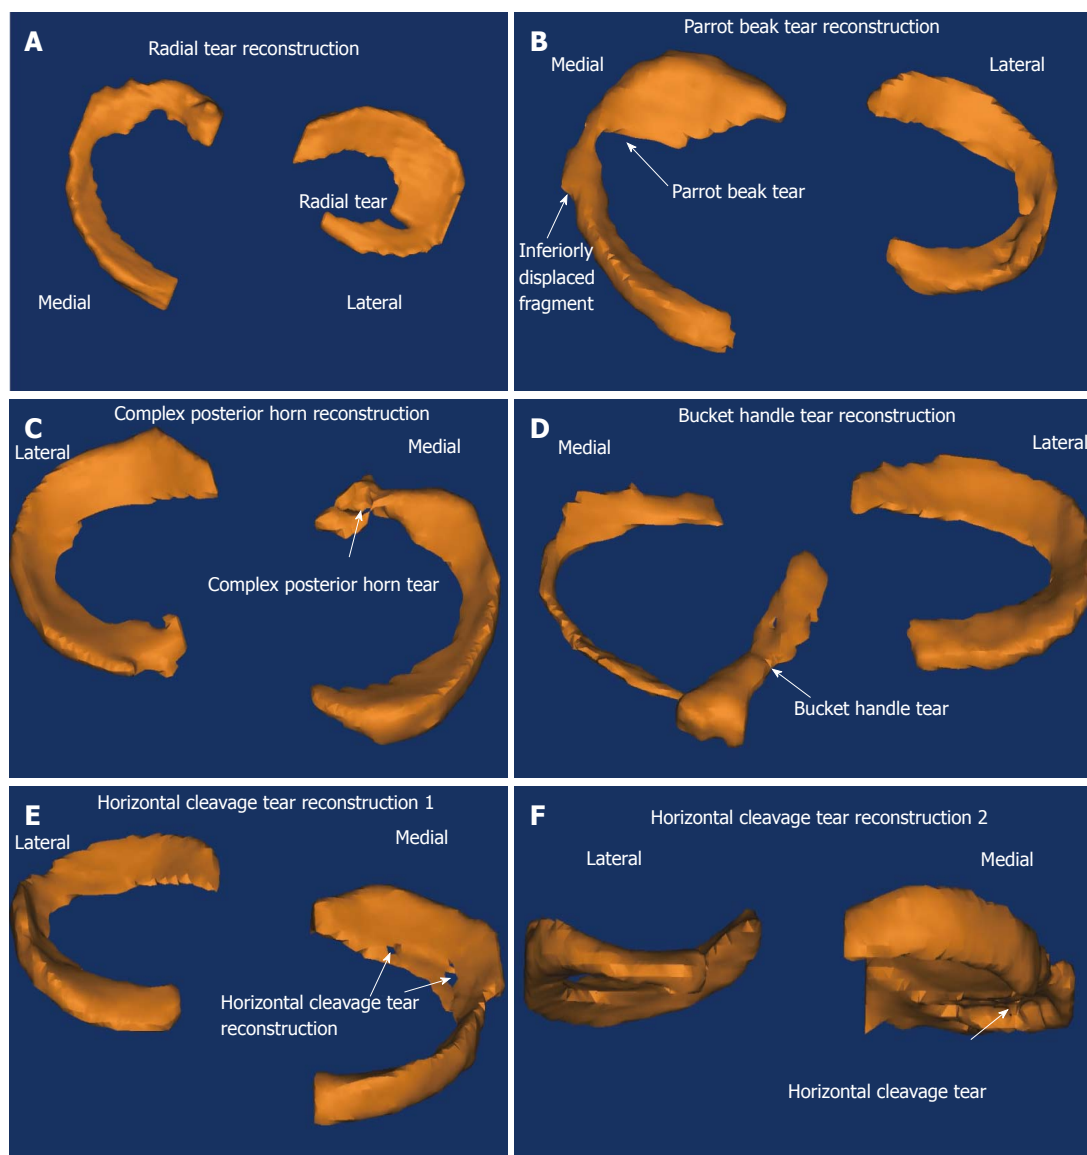 A
Radial tear reconstruction
Radial tear
Medial
Lateral
B
Parrot beak tear reconstruction
Medial
Lateral
Parrot beak tear
Inferiorly
displaced
fragment
C
Complex posterior horn reconstruction
Lateral
Medial
Complex posterior horn tear
D
Bucket handle tear reconstruction
Medial
Lateral
Bucket handle tear
E
Horizontal cleavage tear reconstruction 1
Lateral
Medial
Horizontal cleavage tear
reconstruction
F
Horizontal cleavage tear reconstruction 2
Lateral
Medial
Horizontal cleavage tear